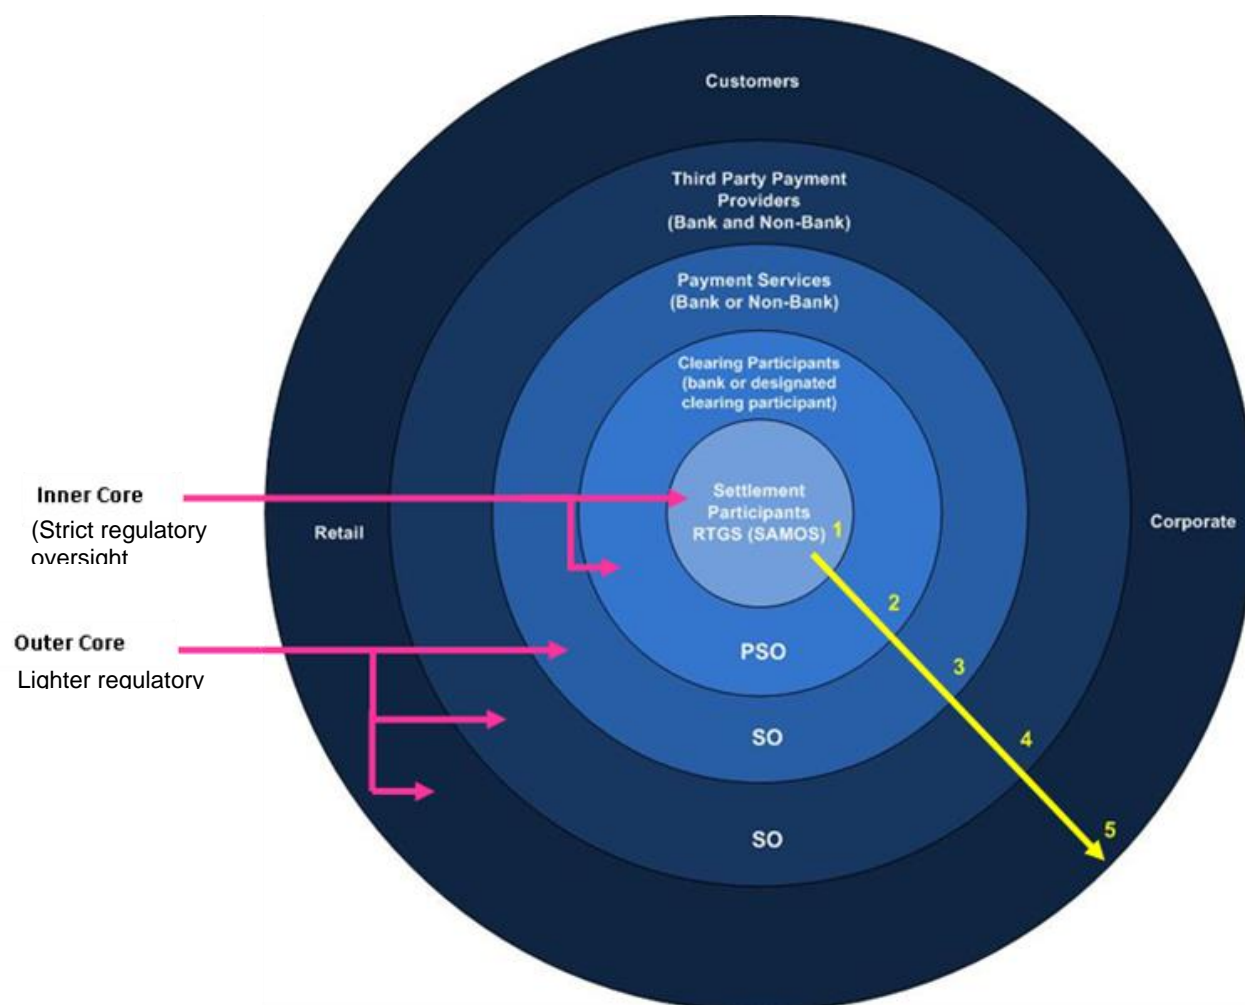 Customers
Third Party Payment
Providers
(Bank and Non-Bank)
Payment Services
(Bank or Non-Bank)
Clearing Participants
(bank or designated
clearing participant)
Inner Core
(Strict regulatory
oversight
Retail
Settlement
Participants
RTGS (SAMOS)
1
Corporate
2
Outer Core
Lighter regulatory
PSO
3
SO
4
SO
5